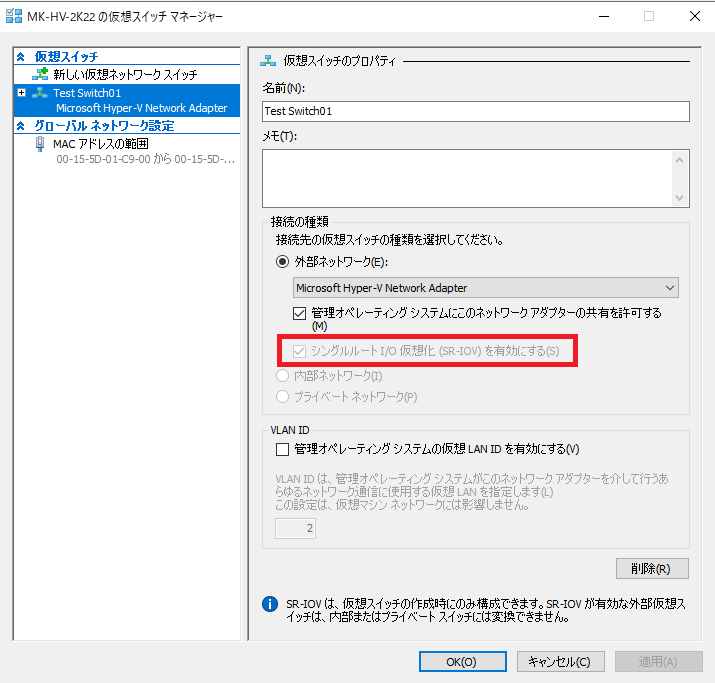 MK-HV-2K22 の仮想スイッチ マネージャー
仮想スイッチ
新しい仮想ネットワーク スイッチ
Test Switch01
Microsoft Hyper-V Network Adapter
グローバル ネットワーク設定
MAC アドレスの範囲
00-15-5D-01-C9-00 から 00-15-5D-...
仮想スイッチのプロパティ
名前(N):
Test Switch01
メモ(T):
接続の種類
接続先の仮想スイッチの種類を選択してください。
外部ネットワーク(E):
Microsoft Hyper-V Network Adapter
管理オペレーティング システムにこのネットワーク アダプターの共有を許可する
(M)
シングルルート I/O 仮想化 (SR-IOV) を有効にする(S)
内部ネットワーク(I)
プライベート ネットワーク(P)
VLAN ID
管理オペレーティング システムの仮想 LAN ID を有効にする(V)
VLAN ID は、管理オペレーティング システムがこのネットワーク アダプターを介して行うあ
らゆるネットワーク通信に使用する仮想 LAN を指定します(L)
この設定は、仮想マシン ネットワークには影響しません。
2
削除(R)
SR-IOV は、仮想スイッチの作成時にのみ構成できます。SR-IOV が有効な外部仮想ス
イッチは、内部またはプライベート スイッチには変換できません。
OK(O)
キャンセル(C)
適用(A)